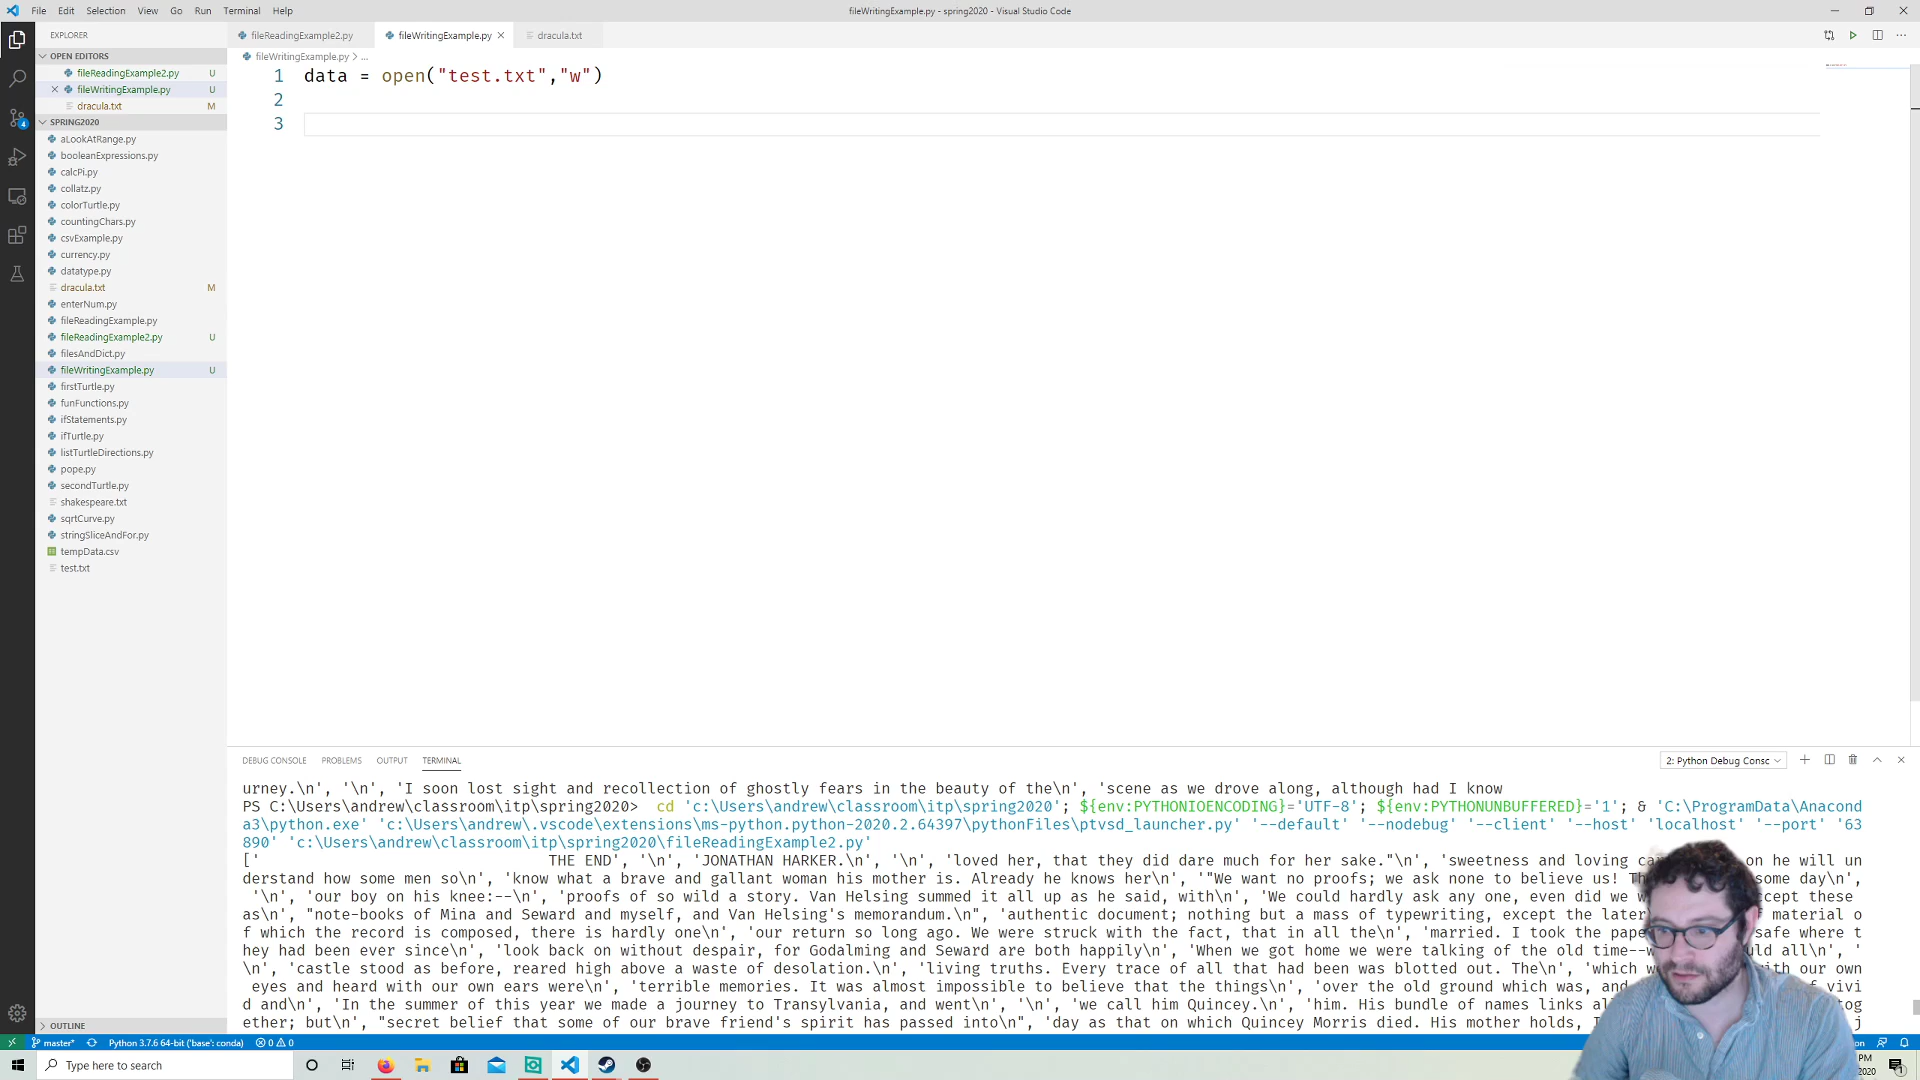 File Edit Selection View Go Run Terminal Help
fileWritingExample.py - spring2020 - Visual Studio Code
EXPLORER
fileReadingExample2.py
fileWritingExample.py
dracula.txt
OPEN EDITORS
fileReadingExample2.py U
fileWritingExample.py U
dracula.txt M
SPRING2020
aLookAtRange.py
booleanExpressions.py
calcPi.py
collatz.py
colorTurtle.py
countingChars.py
csvExample.py
currency.py
datatype.py
dracula.txt M
enterNum.py
fileReadingExample.py
fileReadingExample2.py U
filesAndDict.py
fileWritingExample.py U
firstTurtle.py
funFunctions.py
ifStatements.py
ifTurtle.py
listTurtleDirections.py
pope.py
secondTurtle.py
shakespeare.txt
sqrtCurve.py
stringSliceAndFor.py
tempData.csv
test.txt
OUTLINE
fileWritingExample.py > ...
1 data = open("test.txt","w")
2
3
DEBUG CONSOLE PROBLEMS OUTPUT TERMINAL
2: Python Debug Consc
urney.\n', '\n', 'I soon lost sight and recollection of ghostly fears in the beauty of the\n', 'scene as we drove along, although had I know
PS C:\Users\andrew\classroom\itp\spring2020> cd 'c:\Users\andrew\classroom\itp\spring2020'; ${env:PYTHONIOENCODING}='UTF-8'; ${env:PYTHONUNBUFFERED}='1'; & 'C:\ProgramData\Anacond
a3\python.exe' 'c:\Users\andrew\.vscode\extensions\ms-python.python-2020.2.64397\pythonFiles\ptvsd_launcher.py' '--default' '--nodebug' '--client' '--host' 'localhost' '--port' '63
890' 'c:\Users\andrew\classroom\itp\spring2020\fileReadingExample2.py'
[' THE END', '\n', 'JONATHAN HARKER.\n', '\n', 'loved her, that they did dare much for her sake."\n', 'sweetness and loving on he will un
derstand how some men so\n', 'know what a brave and gallant woman his mother is. Already he knows her\n', '"We want no proofs; we ask none to believe us! some day\n',
'\n', 'our boy on his knee:--\n', 'proofs of so wild a story. Van Helsing summed it all up as he said, with\n', 'We could hardly ask any one, even did we accept these
as\n', "note-books of Mina and Seward and myself, and Van Helsing's memorandum.\n", 'authentic document; nothing but a mass of typewriting, except the later material o
f which the record is composed, there is hardly one\n', 'our return so long ago. We were struck with the fact, that in all the\n', 'married. I took the safe where t
hey had been ever since\n', 'look back on without despair, for Godalming and Seward are both happily\n', 'When we got home we were talking of the old time-- all\n', '
\n', 'castle stood as before, reared high above a waste of desolation.\n', 'living truths. Every trace of all that had been was blotted out. The\n', 'which with our own
eyes and heard with our own ears were\n', 'terrible memories. It was almost impossible to believe that the things\n', 'over the old ground which was, and f vivi
d and\n', 'In the summer of this year we made a journey to Transylvania, and went\n', '\n', 'we call him Quincey.\n', 'him. His bundle of names links tog
ether; but\n', "secret belief that some of our brave friend's spirit has passed into\n", 'day as that on which Quincey Morris died. His mother holds, j
master* Python 3.7.6 64-bit ('base': conda) 0 0
Type here to search
PM
2020